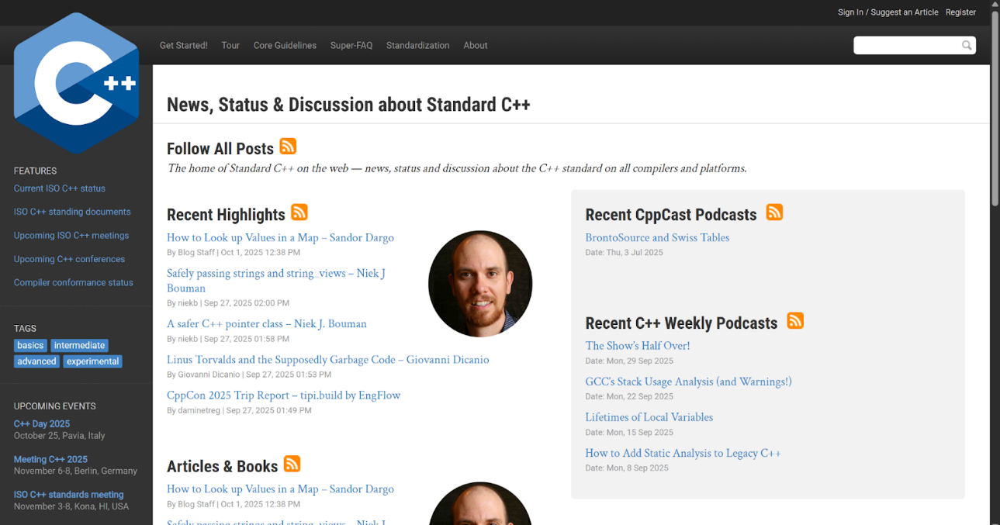 Sign In / Suggest an Article Register
Get Started! Tour Core Guidelines Super-FAQ Standardization About
C++
FEATURES
Current ISO C++ status
ISO C++ standing documents
Upcoming ISO C++ meetings
Upcoming C++ conferences
Compiler conformance status
TAGS
basics intermediate
advanced experimental
UPCOMING EVENTS
C++ Day 2025
October 25, Pavia, Italy
Meeting C++ 2025
November 6-8, Berlin, Germany
ISO C++ standards meeting
November 3-8, Kona, HI, USA
News, Status & Discussion about Standard C++
Follow All Posts
The home of Standard C++ on the web — news, status and discussion about the C++ standard on all compilers and platforms.
Recent Highlights
How to Look up Values in a Map – Sandor Dargo
By Blog Staff | Oct 1, 2025 12:38 PM
Safely passing strings and string_views – Niek J
Bouman
By niekb | Sep 27, 2025 02:00 PM
A safer C++ pointer class – Niek J. Bouman
By niekb | Sep 27, 2025 01:58 PM
Linus Torvalds and the Supposedly Garbage Code – Giovanni Dicanio
By Giovanni Dicanio | Sep 27, 2025 01:53 PM
CppCon 2025 Trip Report – tipi.build by EngFlow
By daminetreg | Sep 27, 2025 01:49 PM
Articles & Books
How to Look up Values in a Map – Sandor Dargo
By Blog Staff | Oct 1, 2025 12:38 PM
Safely passing strings and string_views – Niek J
Recent CppCast Podcasts
BrontoSource and Swiss Tables
Date: Thu, 3 Jul 2025
Recent C++ Weekly Podcasts
The Show's Half Over!
Date: Mon, 29 Sep 2025
GCC's Stack Usage Analysis (and Warnings!)
Date: Mon, 22 Sep 2025
Lifetimes of Local Variables
Date: Mon, 15 Sep 2025
How to Add Static Analysis to Legacy C++
Date: Mon, 8 Sep 2025